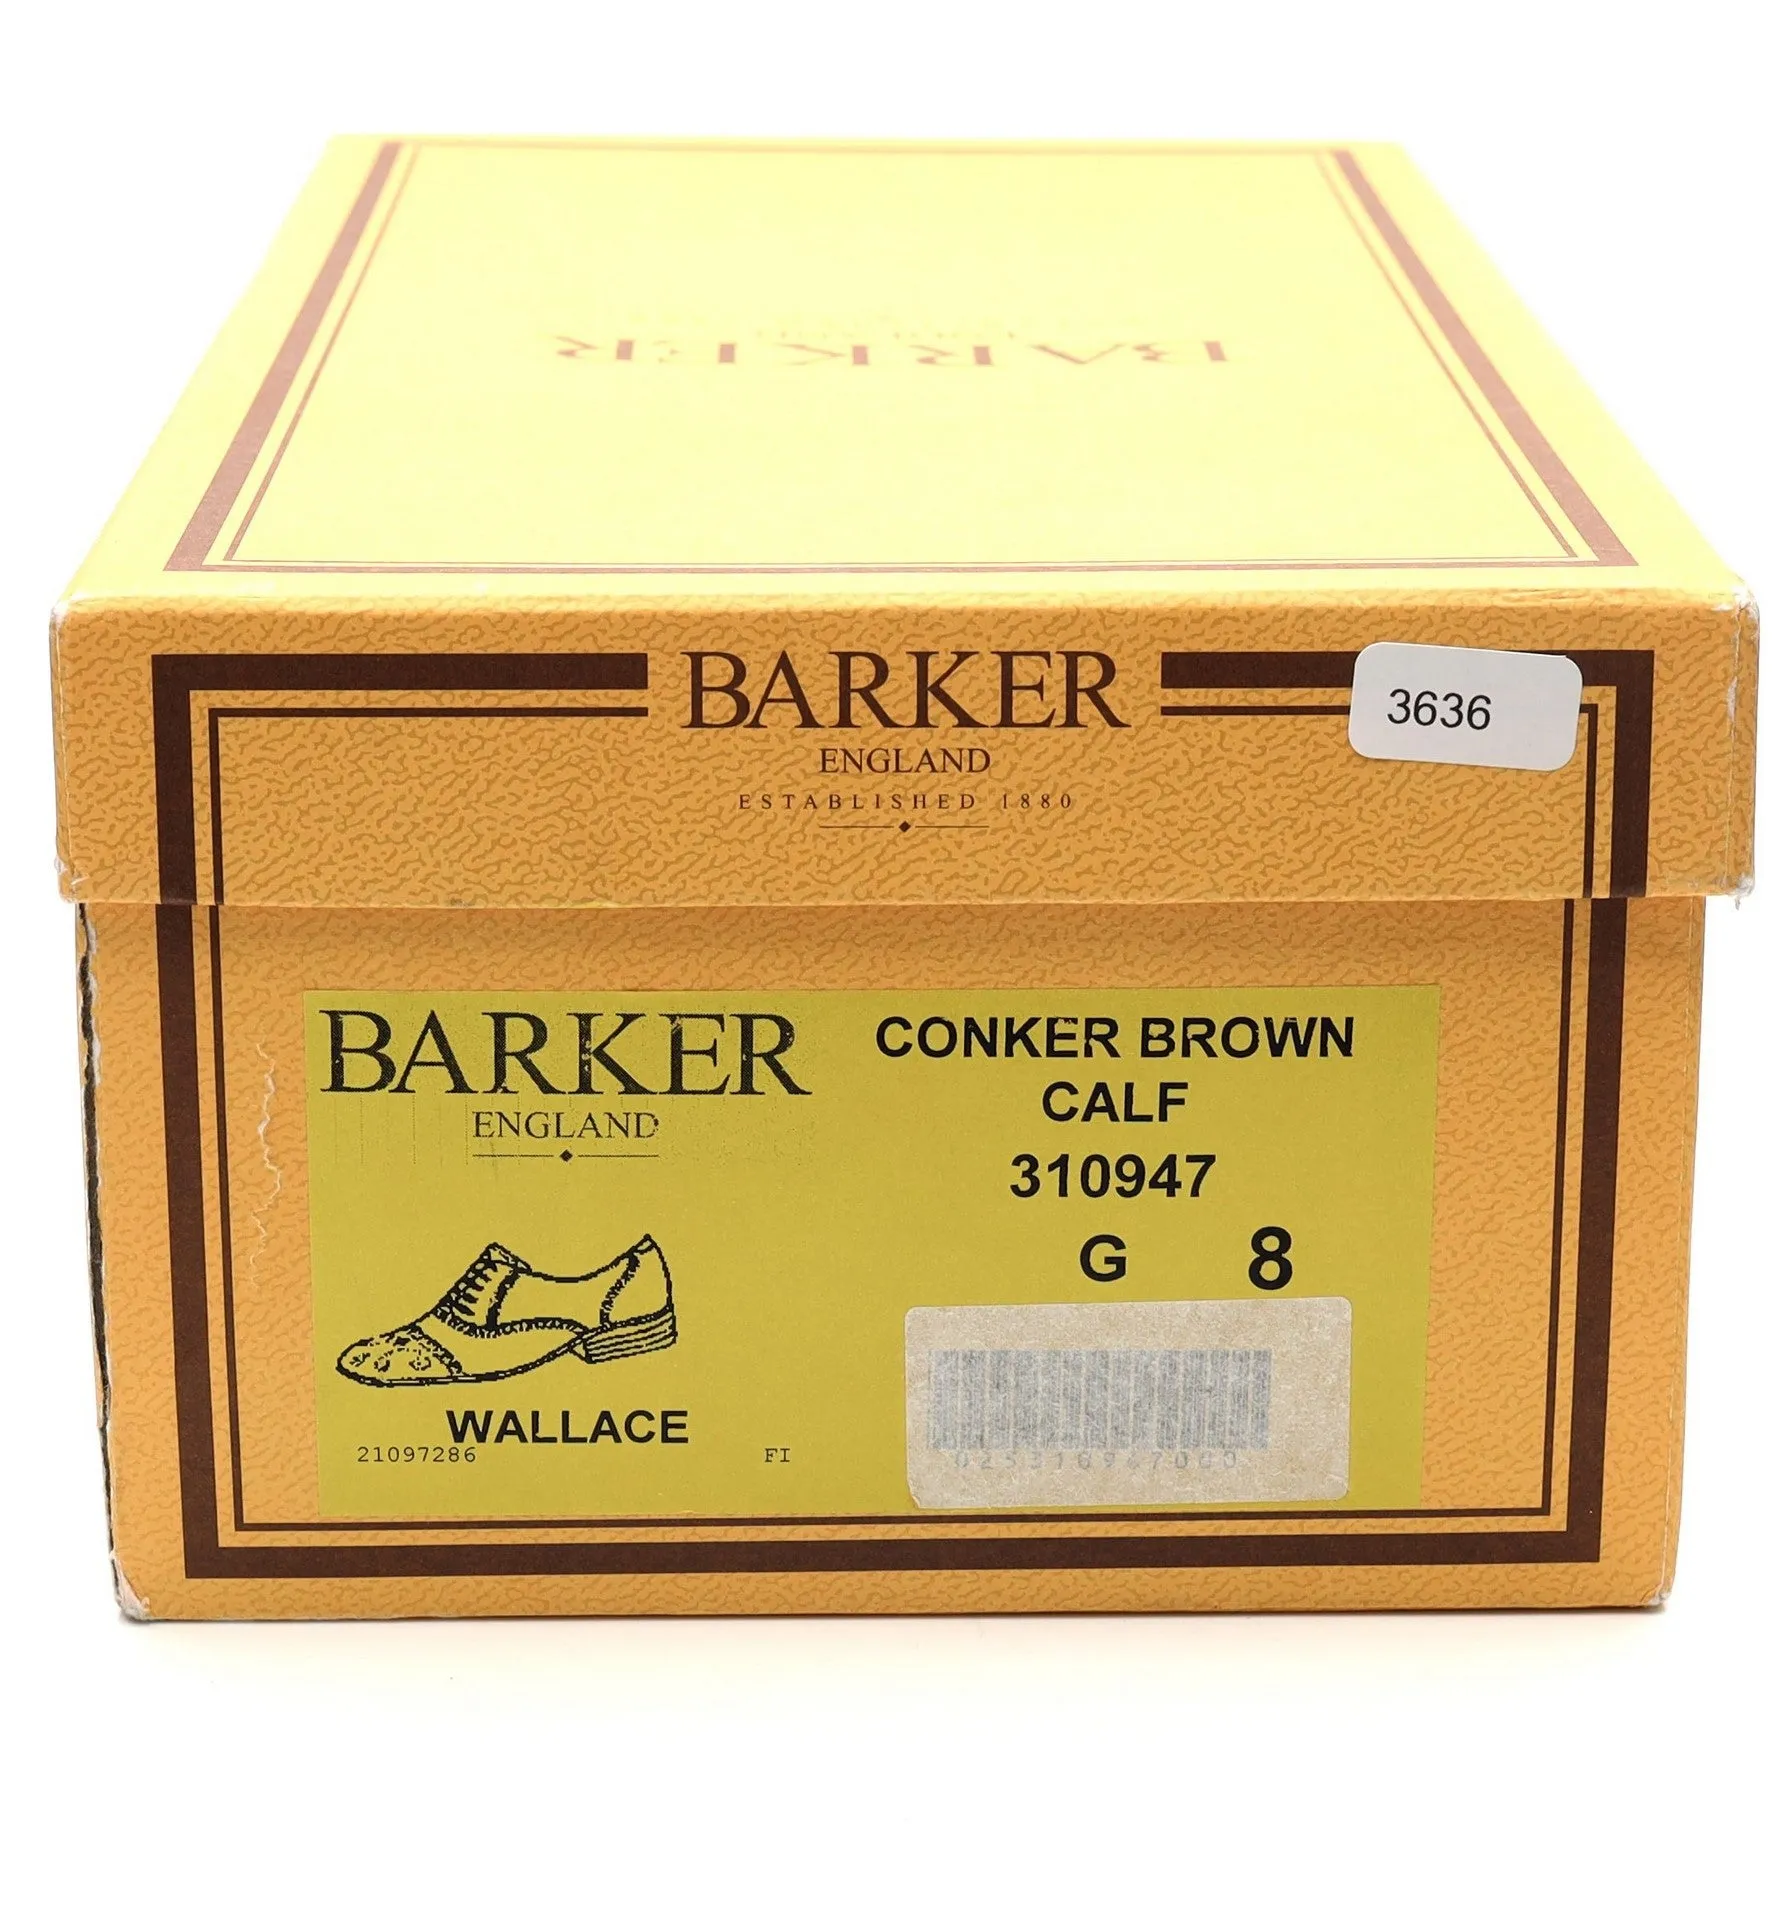 BARKER
BARKER
ENGLAND
ESTABLISHED 1880
3636
BARKER
ENGLAND
CONKER BROWN
CALF
310947
G 8
WALLACE
21097286 FI